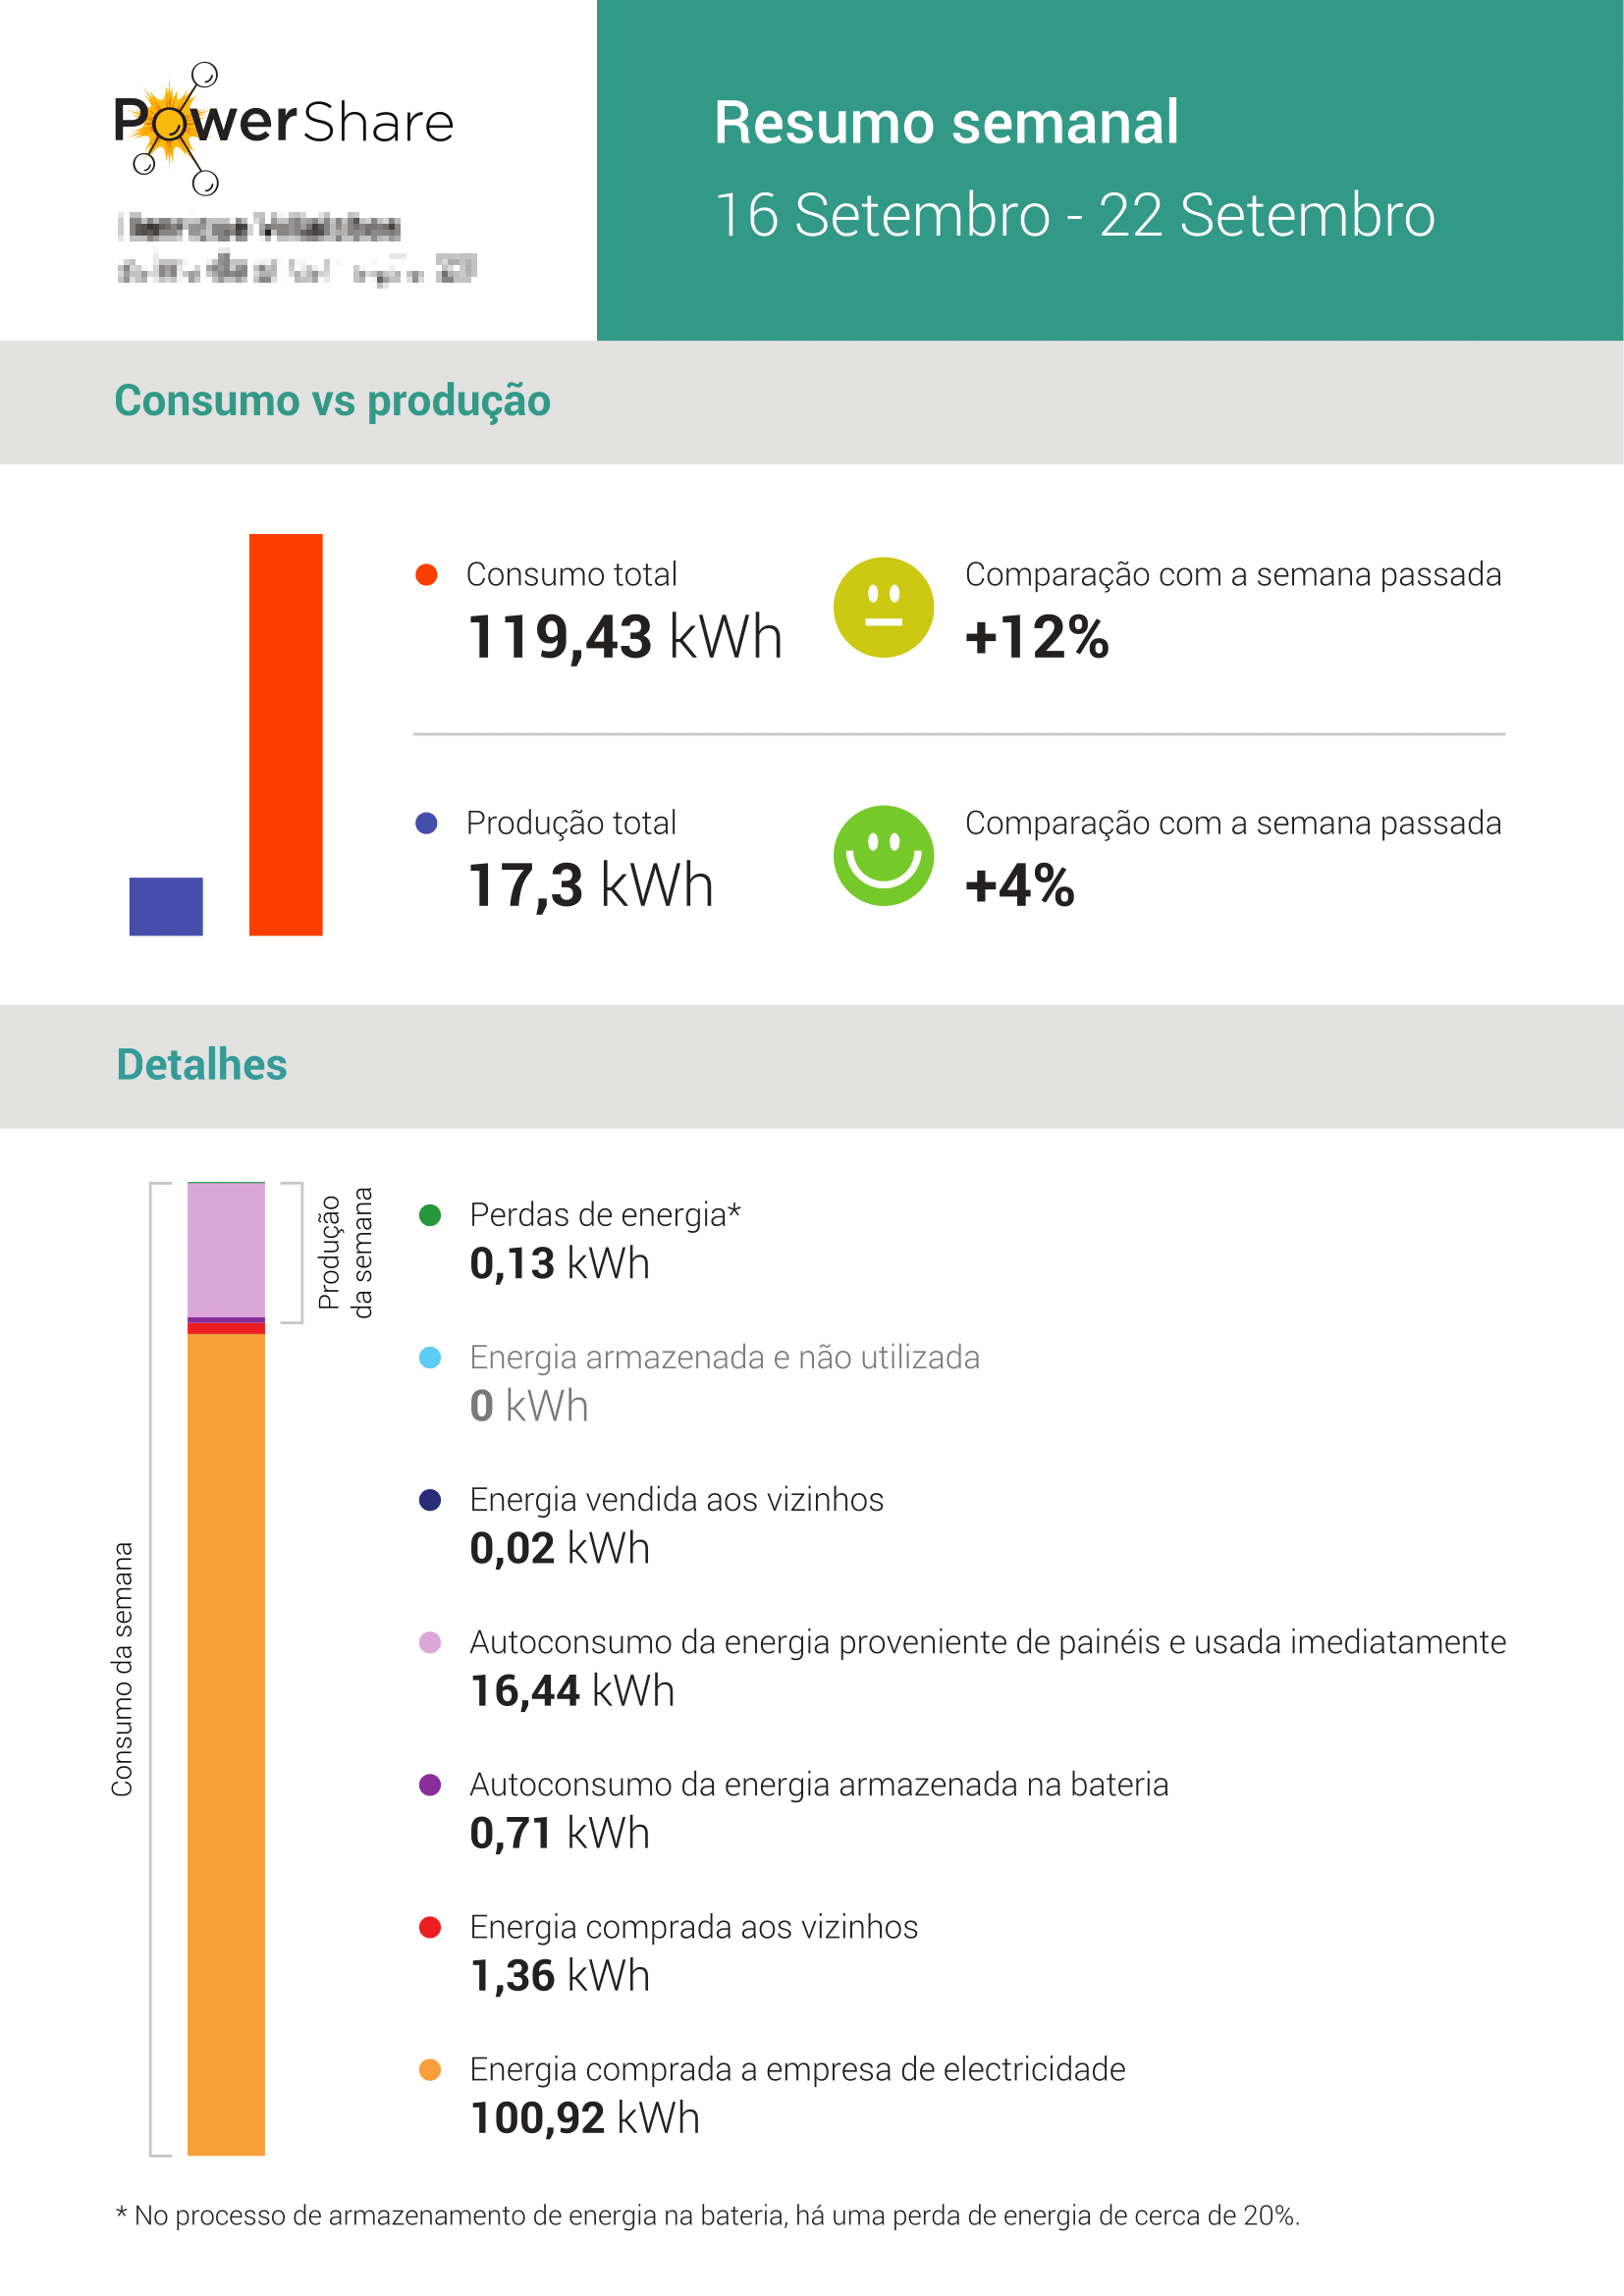 PowerShare
Resumo semanal
16 Setembro - 22 Setembro
Consumo vs produção
Consumo total
119,43 kWh
Comparação com a semana passada
+12%
Produção total
17,3 kWh
Comparação com a semana passada
+4%
Detalhes
Consumo da semana
Produção
da semana
Perdas de energia*
0,13 kWh
Energia armazenada e não utilizada
0 kWh
Energia vendida aos vizinhos
0,02 kWh
Autoconsumo da energia proveniente de painéis e usada imediatamente
16,44 kWh
Autoconsumo da energia armazenada na bateria
0,71 kWh
Energia comprada aos vizinhos
1,36 kWh
Energia comprada a empresa de electricidade
100,92 kWh
* No processo de armazenamento de energia na bateria, há uma perda de energia de cerca de 20%.